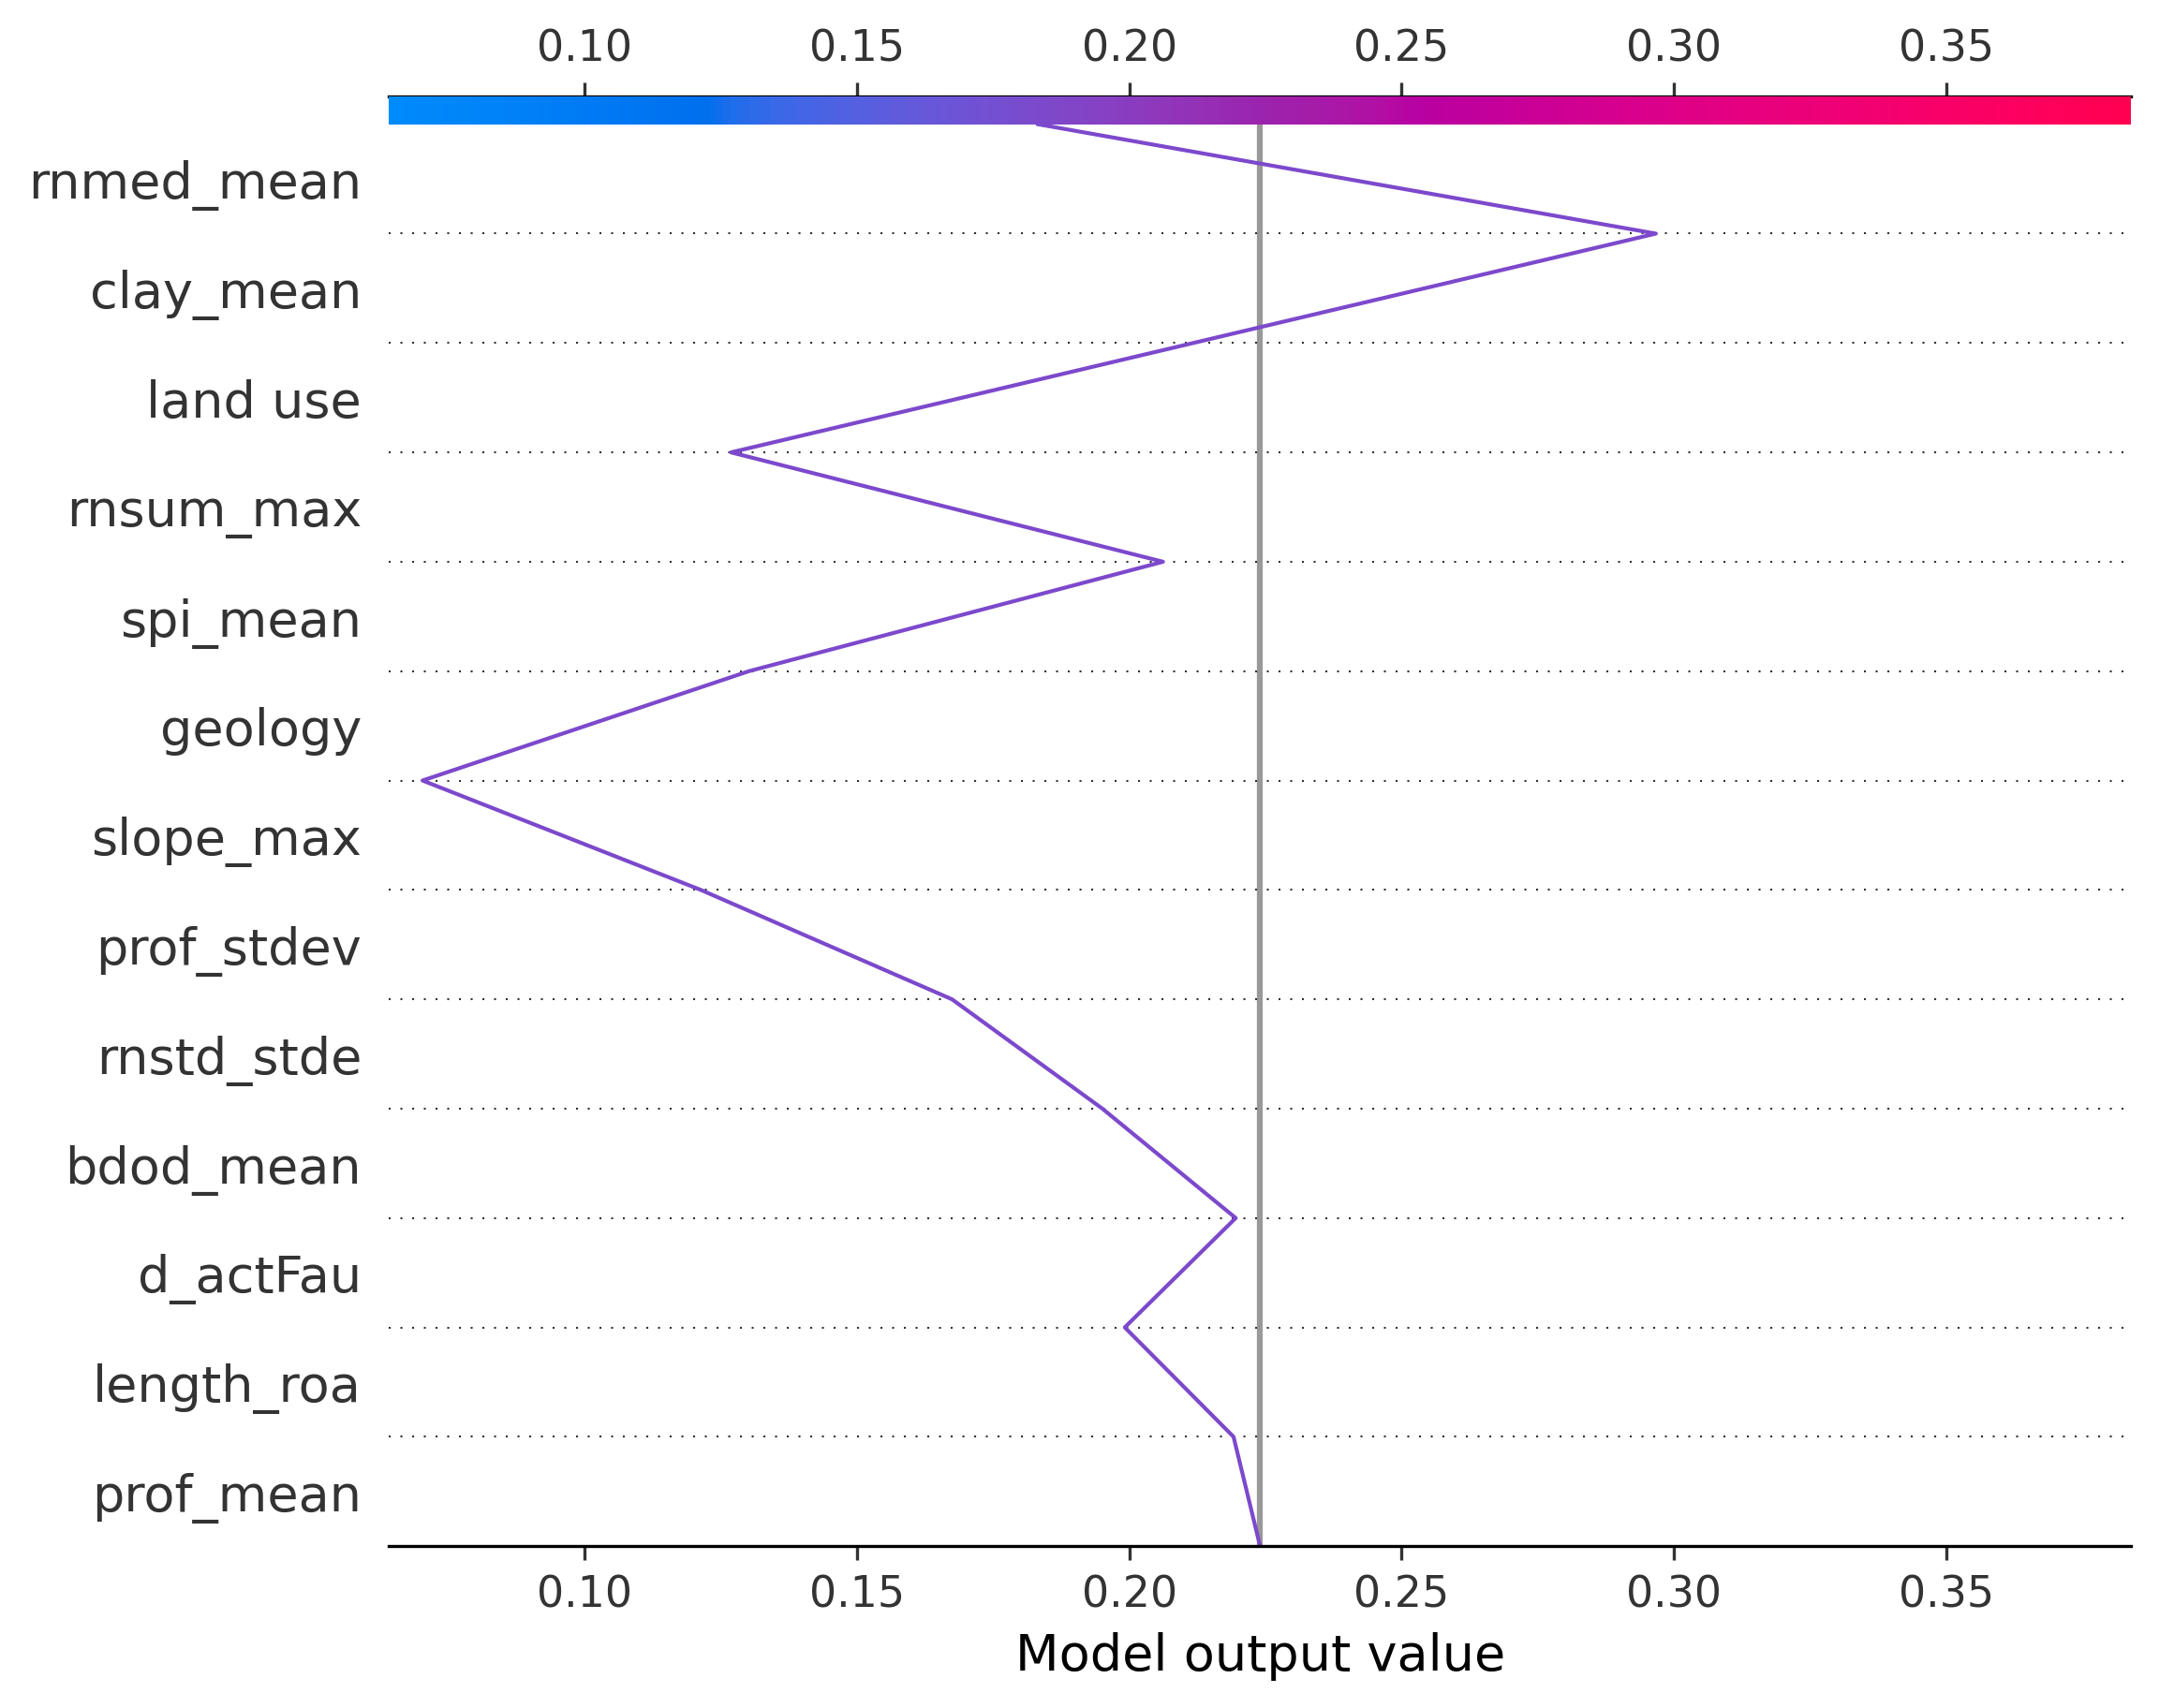 0.10 0.15 0.20 0.25 0.30 0.35
rnmed_mean
clay_mean
land use
rnsum_max
spi_mean
geology
slope_max
prof_stdev
rnstd_stde
bdod_mean
d_actFau
length_roa
prof_mean
0.10 0.15 0.20 0.25 0.30 0.35
Model output value